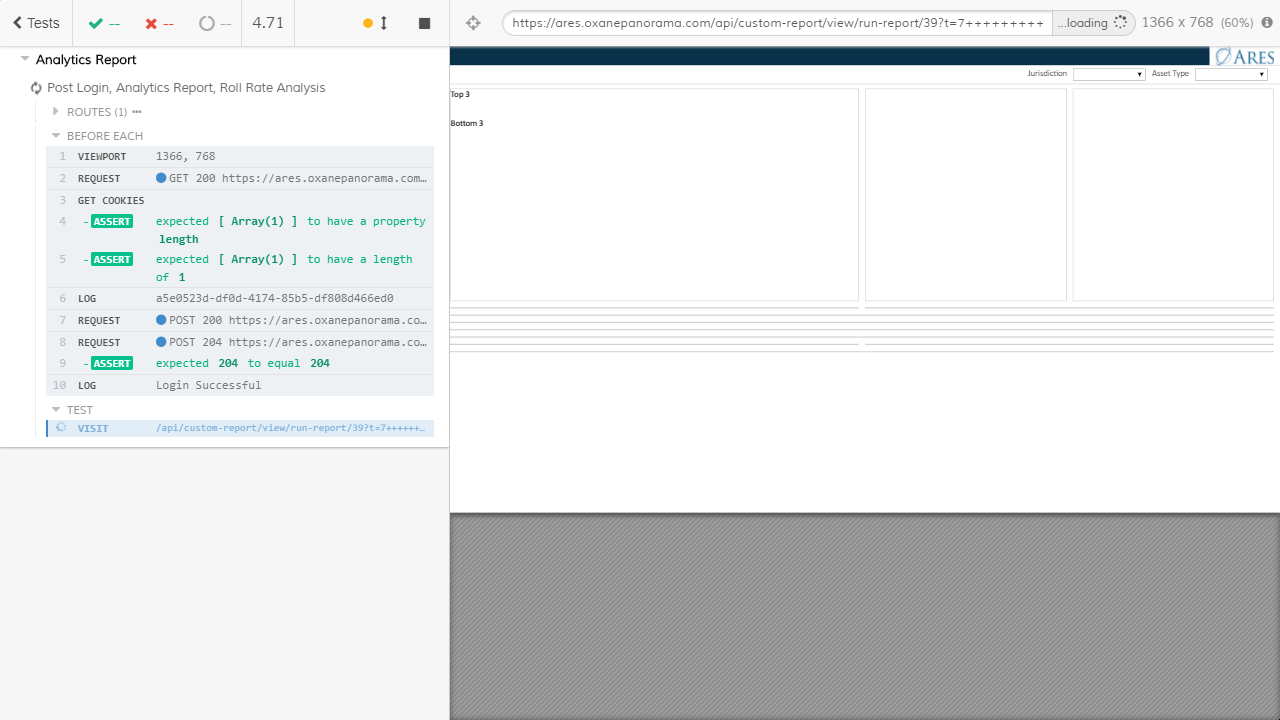 Tests
--
--
--
4.71
https://ares.oxanepanorama.com/api/custom-report/view/run-report/39?t=7+++++++++
...loading
1366 x 768 (60%)
Analytics Report
Post Login, Analytics Report, Roll Rate Analysis
ROUTES (1)
BEFORE EACH
1 VIEWPORT 1366, 768
2 REQUEST GET 200 https://ares.oxanepanorama.com…
3 GET COOKIES
4 -ASSERT expected [ Array(1) ] to have a property
length
5 -ASSERT expected [ Array(1) ] to have a length
of 1
6 LOG a5e0523d-df0d-4174-85b5-df808d466ed0
7 REQUEST POST 200 https://ares.oxanepanorama.co…
8 REQUEST POST 204 https://ares.oxanepanorama.co…
9 -ASSERT expected 204 to equal 204
10 LOG Login Successful
TEST
VISIT /api/custom-report/view/run-report/39?t=7++++++…
ARES
Jurisdiction
Asset Type
Top 3
Bottom 3